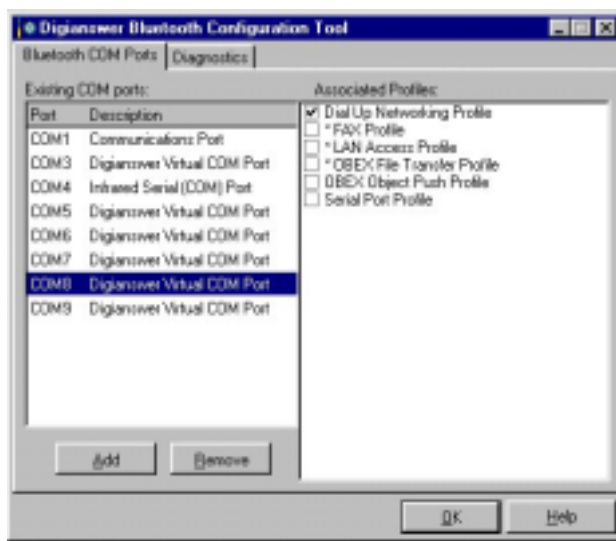 Digianswer Bluetooth Configuration Tool
Bluetooth COM Ports
Diagnostics
Existing COM ports:
Port Description
COM1 Communications Port
COM3 Digianswer Virtual COM Port
COM4 Infrared Serial (COM) Port
COM5 Digianswer Virtual COM Port
COM6 Digianswer Virtual COM Port
COM7 Digianswer Virtual COM Port
COM8 Digianswer Virtual COM Port
COM9 Digianswer Virtual COM Port
Add
Remove
Associated Profiles:
Dial Up Networking Profile
* FAX Profile
* LAN Access Profile
* OBEX File Transfer Profile
OBEX Object Push Profile
Serial Port Profile
OK
Help